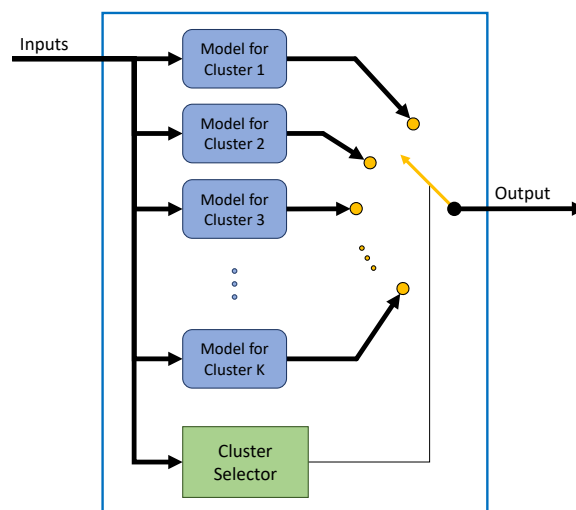 Inputs
Model for
Cluster 1
Model for
Cluster 2
Model for
Cluster 3
Output
Model for
Cluster K
Cluster
Selector